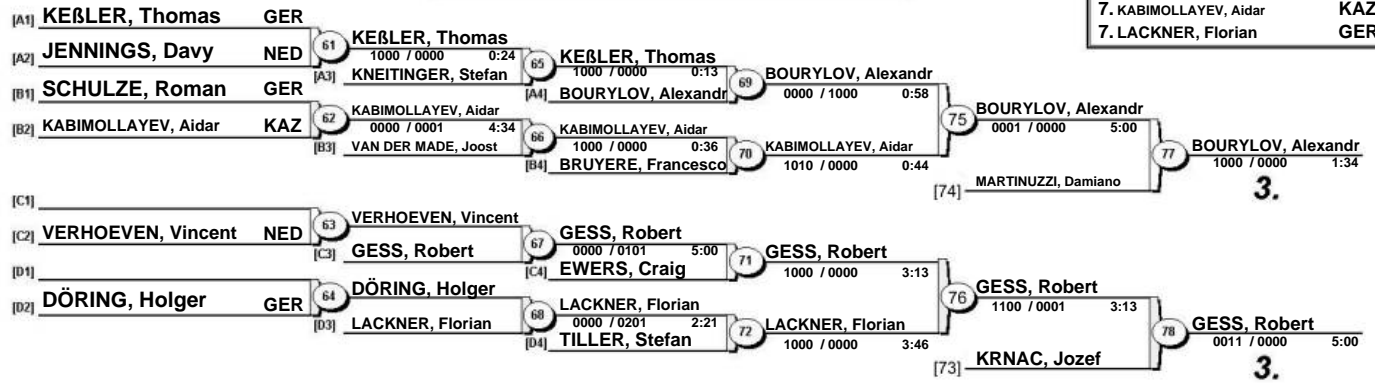 7. KABIMOLLAYEV, Aidar KAZ
7. LACKNER, Florian GER
[A1] KEßLER, Thomas GER
[A2] JENNINGS, Davy NED
61 KEßLER, Thomas
1000 / 0000 0:24
[A3] KNEITINGER, Stefan
65 KEßLER, Thomas
1000 / 0000 0:13
[A4] BOURYLOV, Alexandr
69 BOURYLOV, Alexandr
0000 / 1000 0:58
[B1] SCHULZE, Roman GER
[B2] KABIMOLLAYEV, Aidar KAZ
62 KABIMOLLAYEV, Aidar
0000 / 0001 4:34
[B3] VAN DER MADE, Joost
66 KABIMOLLAYEV, Aidar
1000 / 0000 0:36
[B4] BRUYERE, Francesco
70 KABIMOLLAYEV, Aidar
1010 / 0000 0:44
75 BOURYLOV, Alexandr
0001 / 0000 5:00
[74] MARTINUZZI, Damiano
77 BOURYLOV, Alexandr
1000 / 0000 1:34
3.
[C1]
[C2] VERHOEVEN, Vincent NED
63 VERHOEVEN, Vincent
[C3] GESS, Robert
67 GESS, Robert
0000 / 0101 5:00
[C4] EWERS, Craig
71 GESS, Robert
1000 / 0000 3:13
[D1]
[D2] DÖRING, Holger GER
64 DÖRING, Holger
[D3] LACKNER, Florian
68 LACKNER, Florian
0000 / 0201 2:21
[D4] TILLER, Stefan
72 LACKNER, Florian
1000 / 0000 3:46
76 GESS, Robert
1100 / 0001 3:13
[73] KRNAC, Jozef
78 GESS, Robert
0011 / 0000 5:00
3.